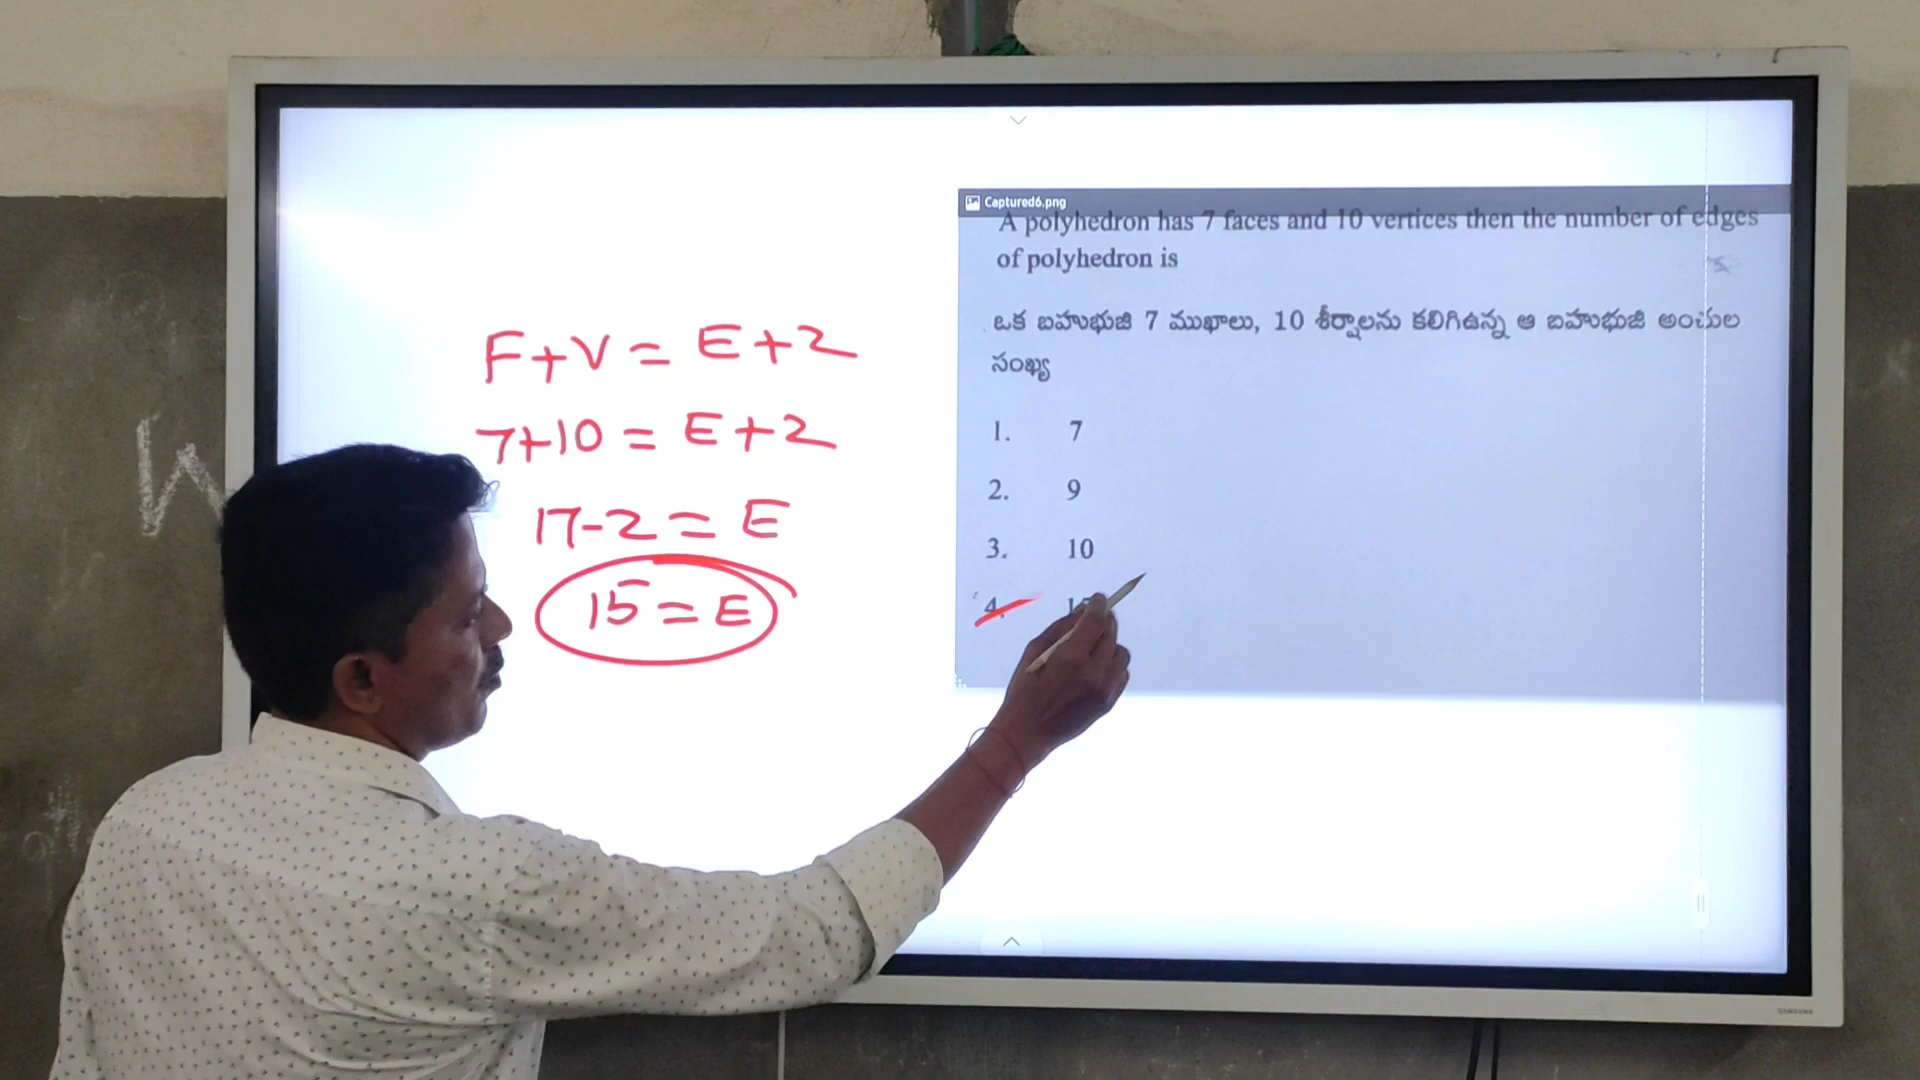 F+V = E+2
7+10 = E+2
17-2 = E
15 = E
Captured6.png
A polyhedron has 7 faces and 10 vertices then the number of edges
of polyhedron is
ఒక బహుభుజి 7 ముఖాలు, 10 శీర్షాలను కలిగిఉన్న ఆ బహుభుజి అంచుల
సంఖ్య
1. 7
2. 9
3. 10
4.
SAMSUNG